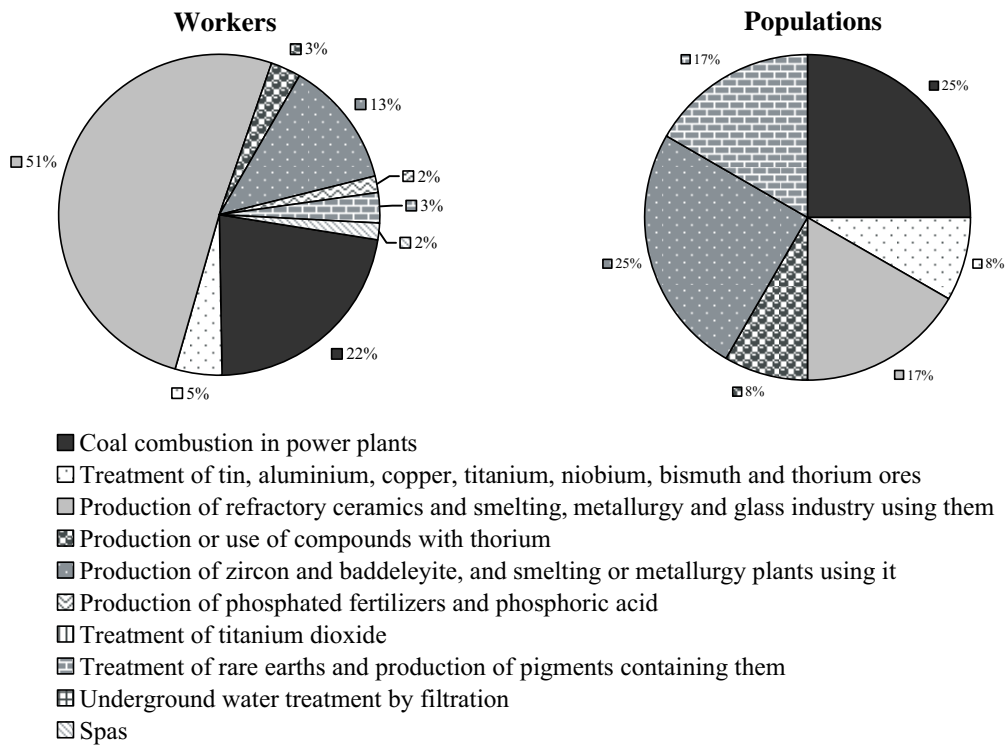 Workers
3%
13%
51%
2%
3%
2%
22%
5%
Populations
17%
25%
25%
8%
17%
8%
Coal combustion in power plants
Treatment of tin, aluminium, copper, titanium, niobium, bismuth and thorium ores
Production of refractory ceramics and smelting, metallurgy and glass industry using them
Production or use of compounds with thorium
Production of zircon and baddeleyite, and smelting or metallurgy plants using it
Production of phosphated fertilizers and phosphoric acid
Treatment of titanium dioxide
Treatment of rare earths and production of pigments containing them
Underground water treatment by filtration
Spas